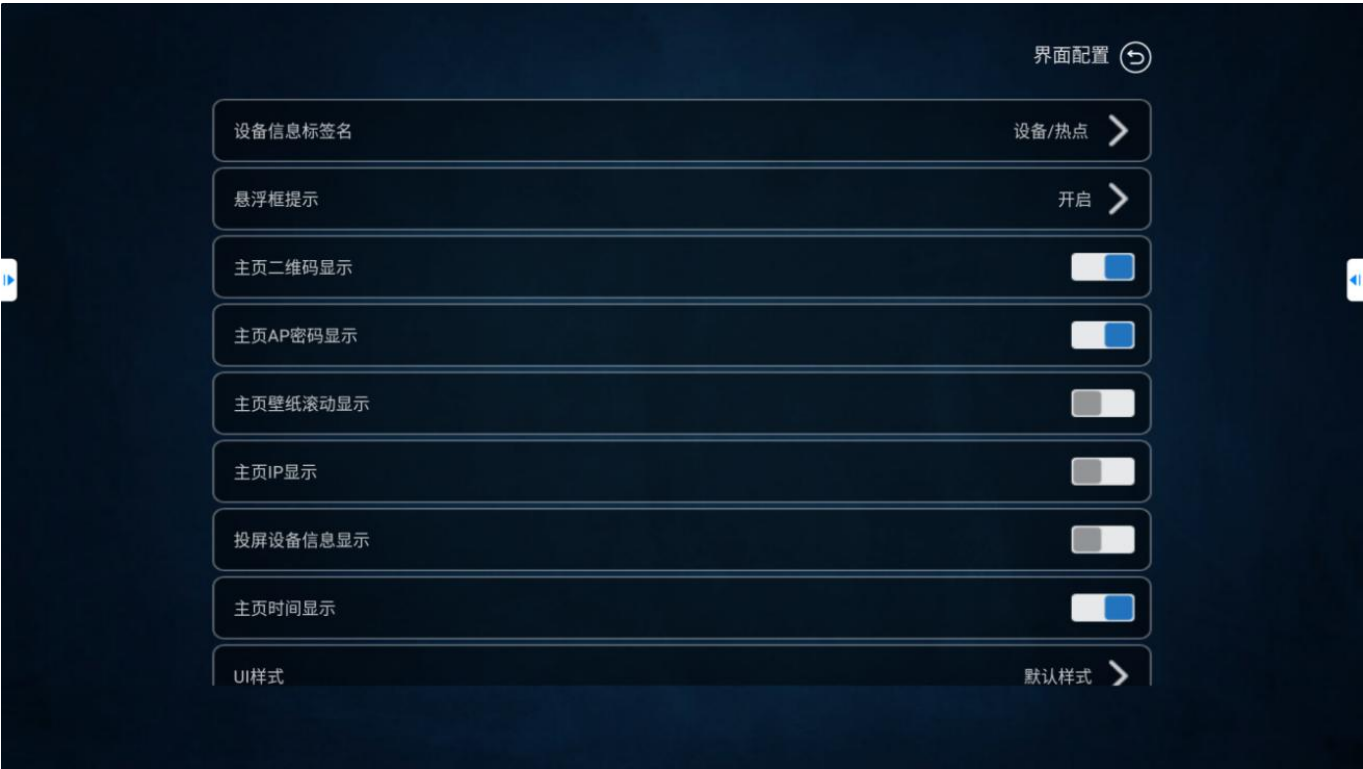 界面配置
设备信息标签名 设备/热点
悬浮框提示 开启
主页二维码显示
主页AP密码显示
主页壁纸滚动显示
主页IP显示
投屏设备信息显示
主页时间显示
UI样式 默认样式